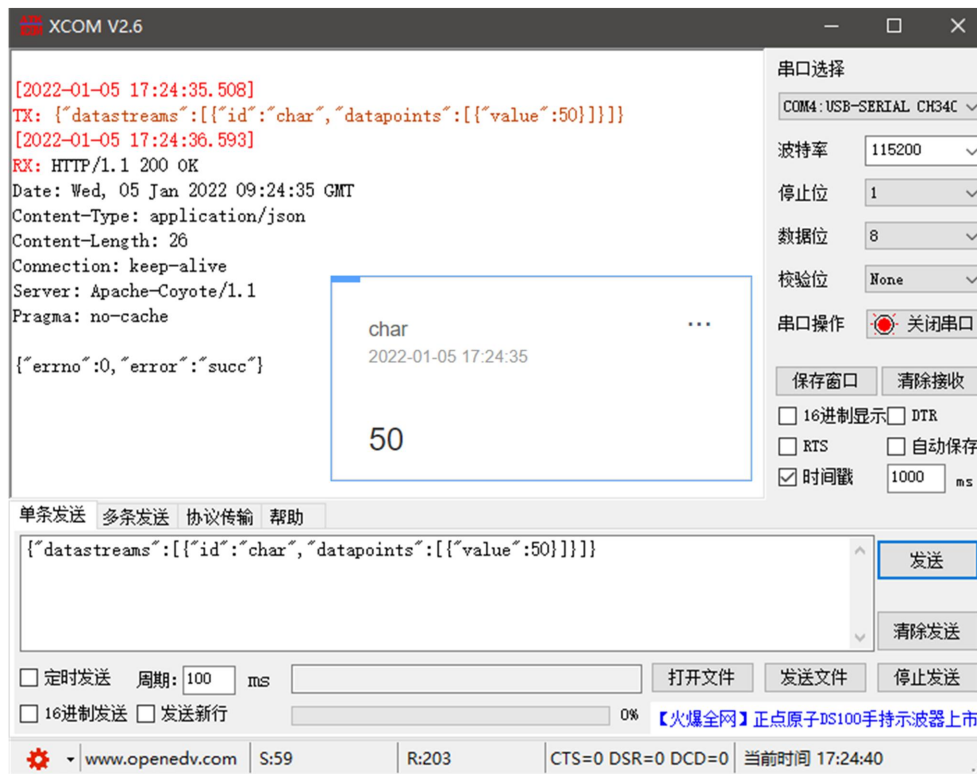 XCOM V2.6
[2022-01-05 17:24:35.508]
TX: {"datastreams":[{"id":"char","datapoints":[{"value":50}]}]}
[2022-01-05 17:24:36.593]
RX: HTTP/1.1 200 OK
Date: Wed, 05 Jan 2022 09:24:35 GMT
Content-Type: application/json
Content-Length: 26
Connection: keep-alive
Server: Apache-Coyote/1.1
Pragma: no-cache
{"errno":0,"error":"succ"}
char
2022-01-05 17:24:35
50
串口选择
COM4:USB-SERIAL CH34C
波特率 115200
停止位 1
数据位 8
校验位 None
串口操作 关闭串口
保存窗口 清除接收
16进制显示 DTR
RTS 自动保存
时间戳 1000 ms
单条发送 多条发送 协议传输 帮助
{"datastreams":[{"id":"char","datapoints":[{"value":50}]}]}
发送
清除发送
定时发送 周期: 100 ms 打开文件 发送文件 停止发送
16进制发送 发送新行 0% 【火爆全网】正点原子DS100手持示波器上市
www.openedv.com S:59 R:203 CTS=0 DSR=0 DCD=0 当前时间 17:24:40